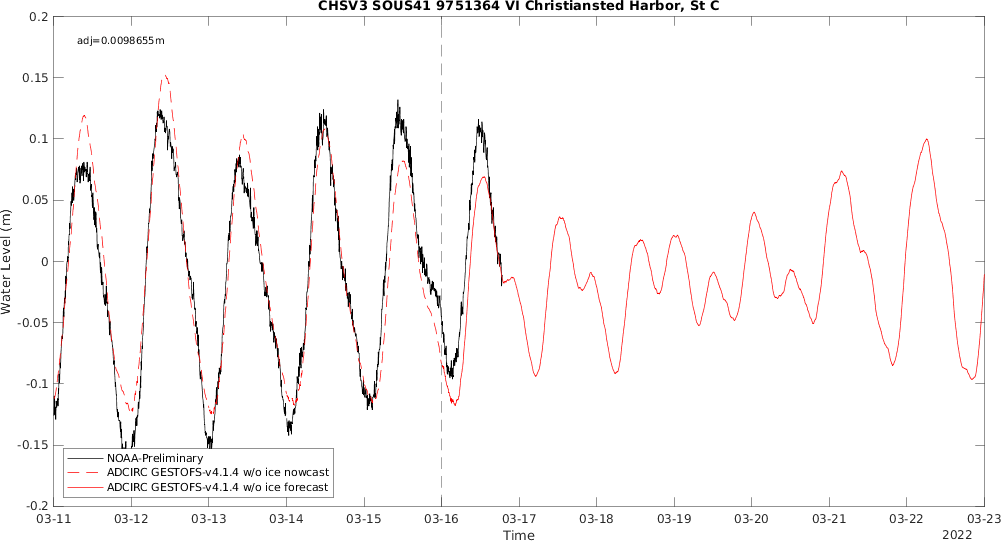 CHSV3 SOUS41 9751364 VI Christiansted Harbor, St C
adj=0.0098655m
0.2
0.15
0.1
0.05
0
-0.05
-0.1
-0.15
-0.2
Water Level (m)
NOAA-Preliminary
ADCIRC GESTOFS-v4.1.4 w/o ice nowcast
ADCIRC GESTOFS-v4.1.4 w/o ice forecast
03-11 03-12 03-13 03-14 03-15 03-16 03-17 03-18 03-19 03-20 03-21 03-22 03-23
Time
2022